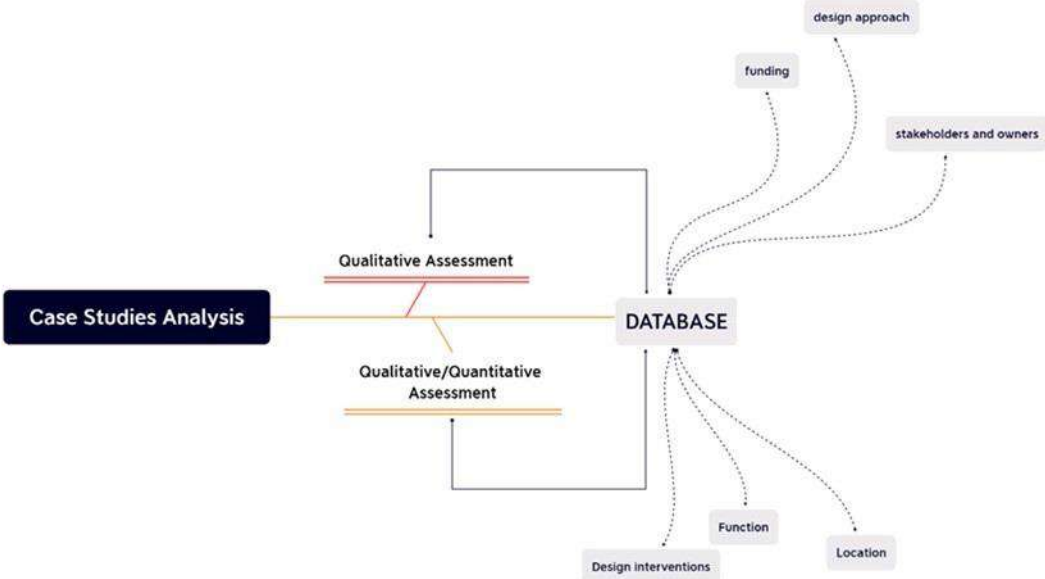 design approach
funding
stakeholders and owners
Qualitative Assessment
Case Studies Analysis
DATABASE
Qualitative/Quantitative
Assessment
Function
Location
Design interventions